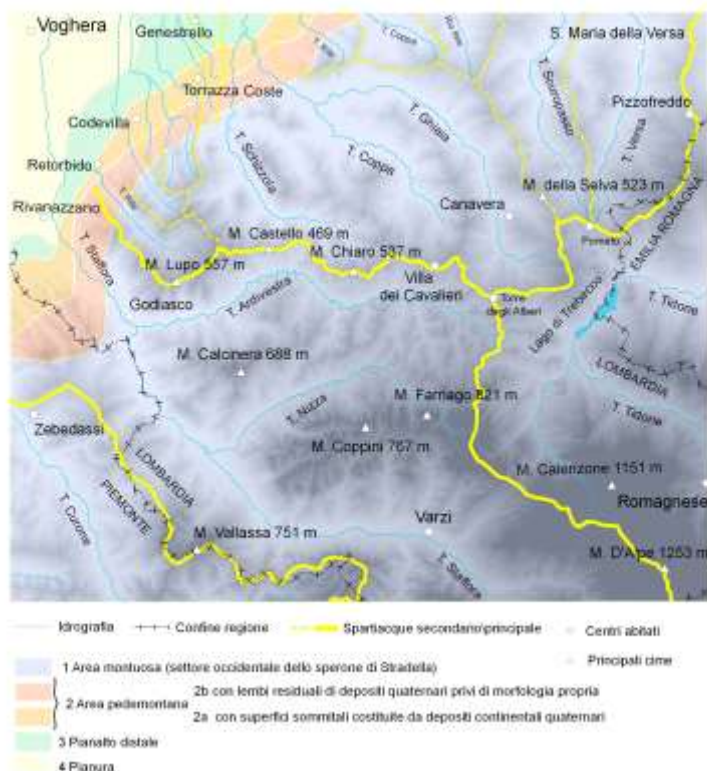 Voghera
Genestrello
T. Coppa
S. Maria della Versa
Torrazza Coste
T. Scuropasso
Pizzofreddo
Codevilla
T. Ghiaia
T. Versa
Retorbido
T. Schizzola
T. Coppa
M. della Selva 523 m
Rivanazzano
Canavera
EMILIA ROMAGNA
M. Castello 469 m
Pometo
T. Staffora
M. Chiaro 537 m
M. Lupo 557 m
Villa
dei Cavalieri
Torre
degli Alberi
Godiasco
T. Ardivestra
Lago di Trebecco
T. Tidone
M. Calcinera 688 m
LOMBARDIA
M. Famago 821 m
T. Nizza
T. Tidone
Zebedassi
M. Coppini 767 m
LOMBARDIA
PIEMONTE
M. Calenzone 1151 m
Romagnese
T. Curone
Varzi
M. Vallassa 751 m
M. D'Alpe 1253 m
T. Staffora
Idrografia
Confine regione
Spartiacque secondario\principale
Centri abitati
1 Area montuosa (settore occidentale dello sperone di Stradella)
Principali cime
2b con lembi residuali di depositi quaternari privi di morfologia propria
2 Area pedemontana
2a con superfici sommitali costituite da depositi continentali quaternari
3 Pianalto distale
4 Pianura